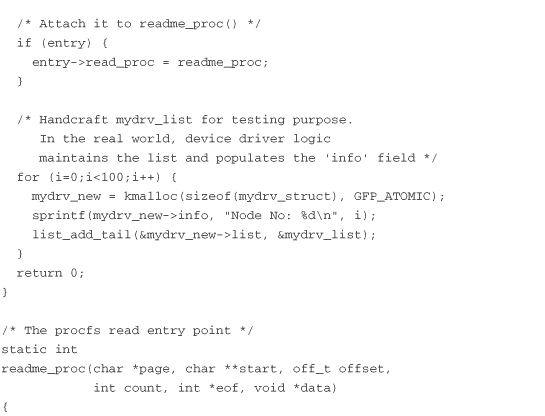 /* Attach it to readme_proc() */
if (entry) {
entry->read_proc = readme_proc;
}
/* Handcraft mydrv_list for testing purpose.
In the real world, device driver logic
maintains the list and populates the 'info' field */
for (i=0;i<100;i++) {
mydrv_new = kmalloc(sizeof(mydrv_struct), GFP_ATOMIC);
sprintf(mydrv_new->info, "Node No: %d\n", i);
list_add_tail(&mydrv_new->list, &mydrv_list);
}
return 0;
}
/* The procfs read entry point */
static int
readme_proc(char *page, char **start, off_t offset,
int count, int *eof, void *data)
{